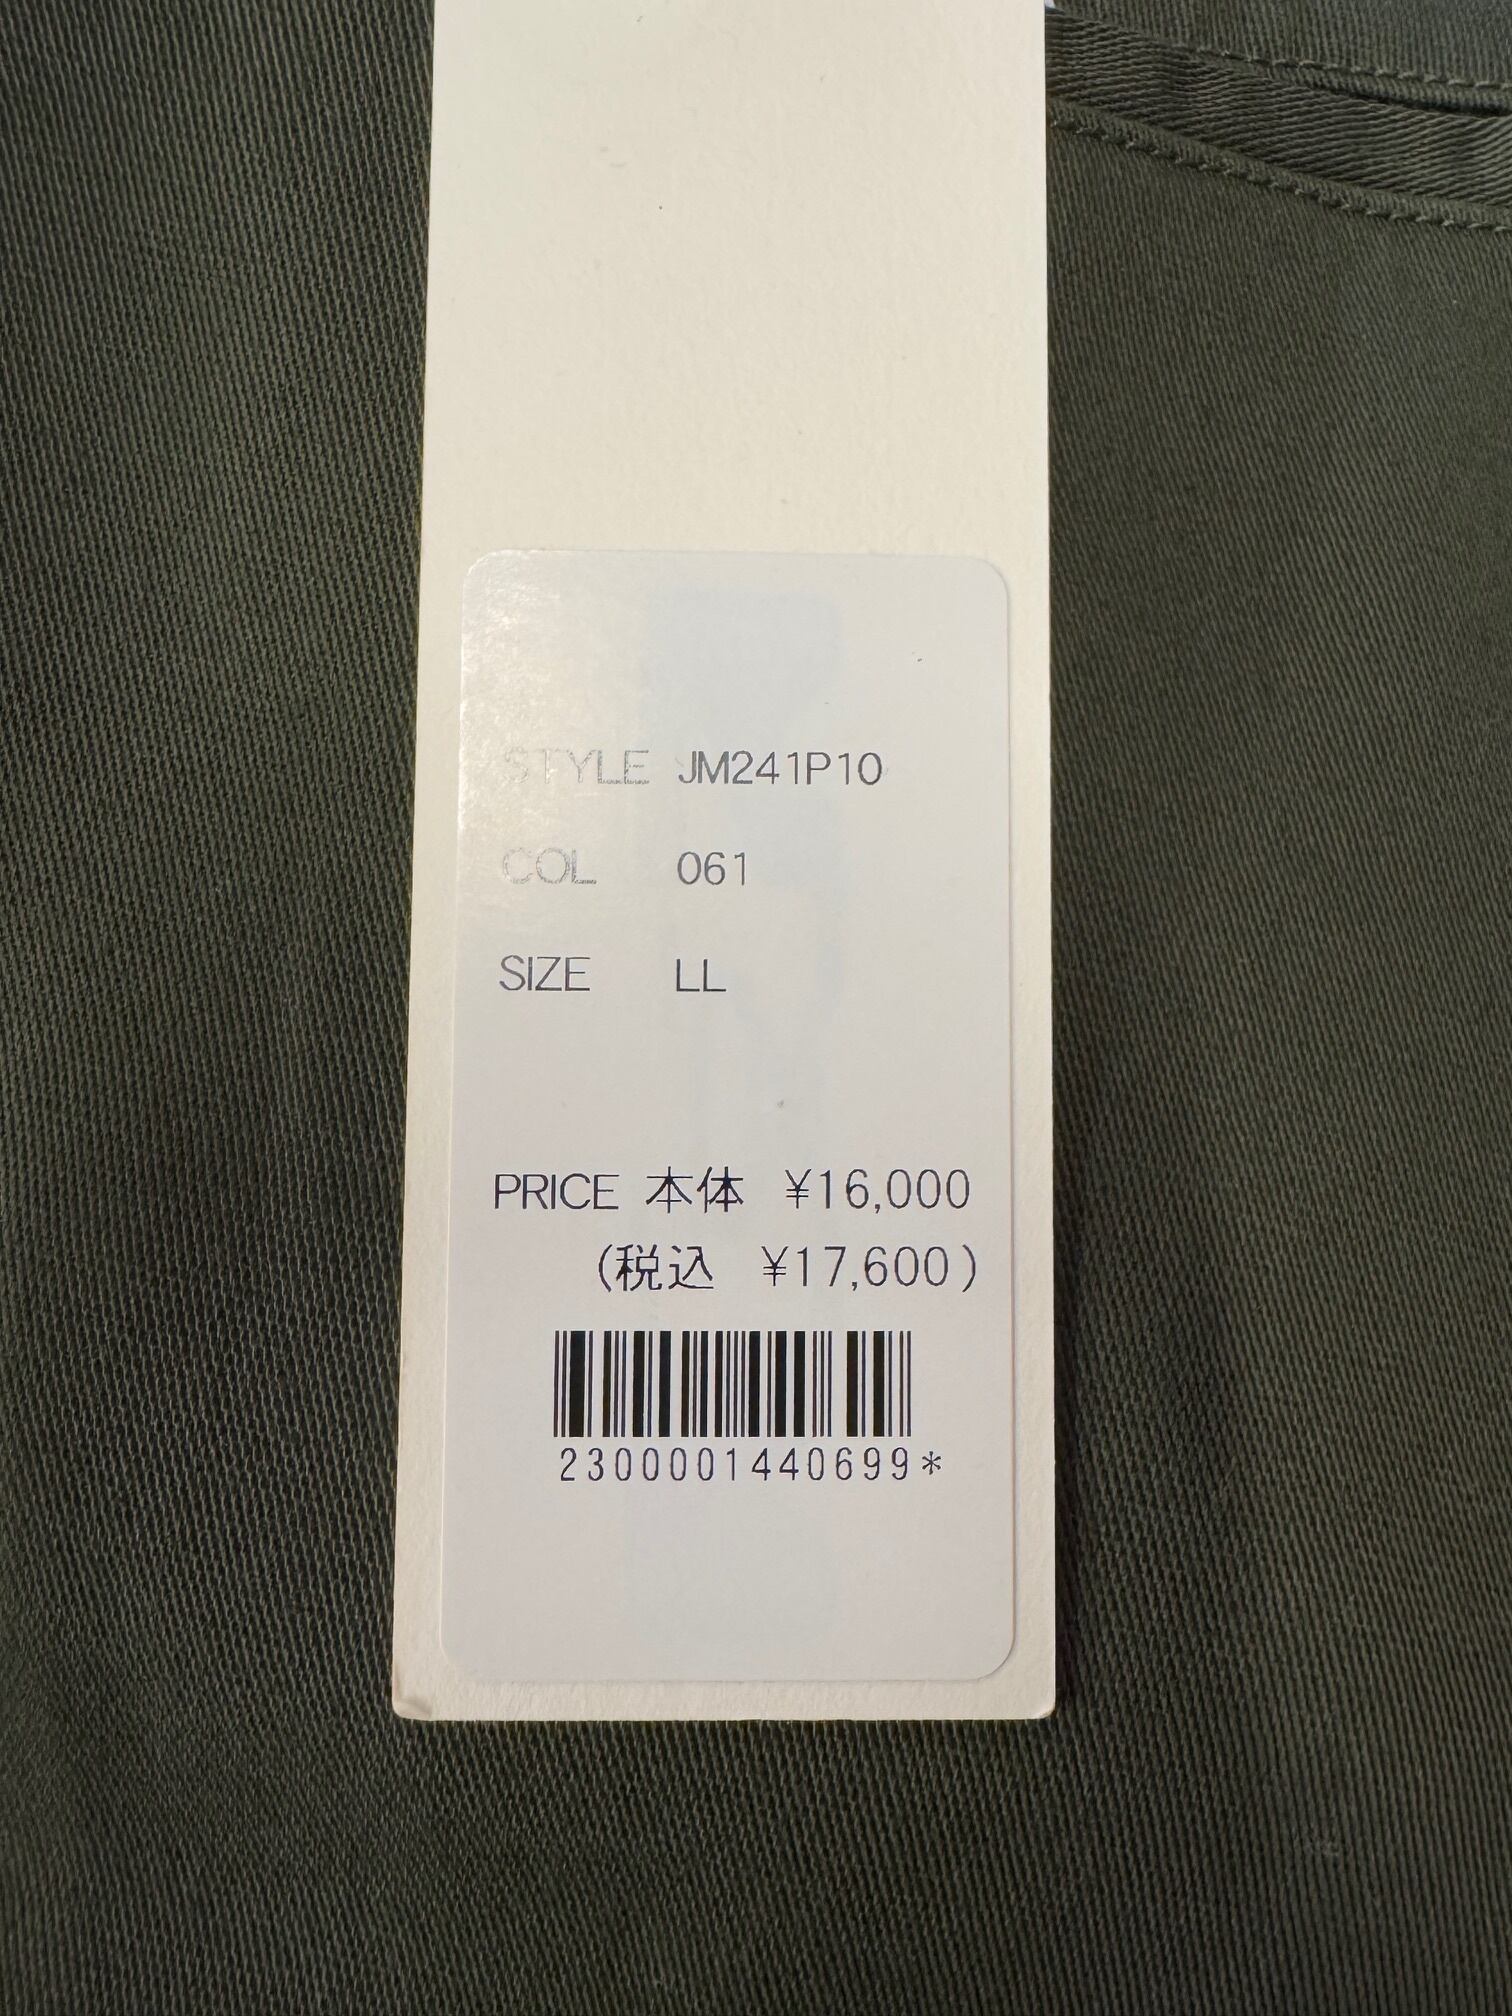 STYLE JM241P10
COL 061
SIZE LL
PRICE 本体 ¥16,000
(税込 ¥17,600)
2300001440699*